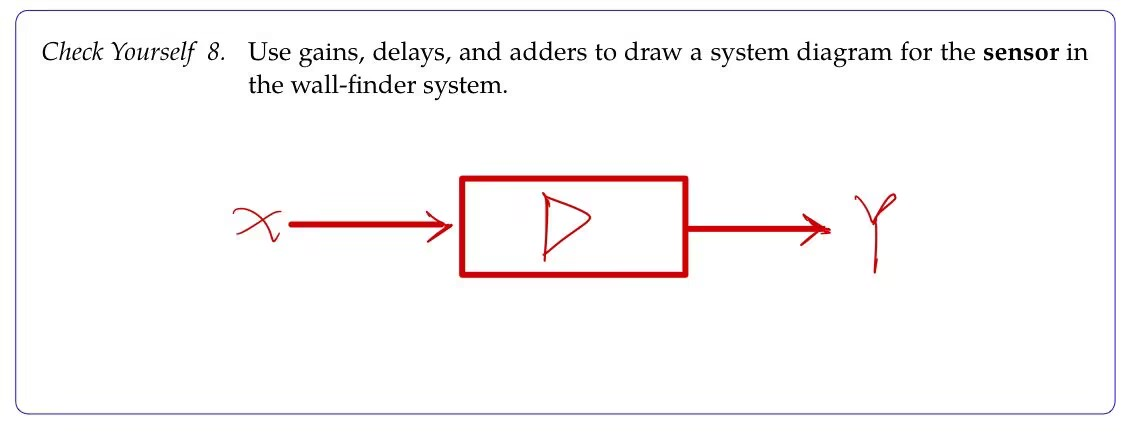 Check Yourself 8. Use gains, delays, and adders to draw a system diagram for the sensor in
the wall-finder system.
X D Y